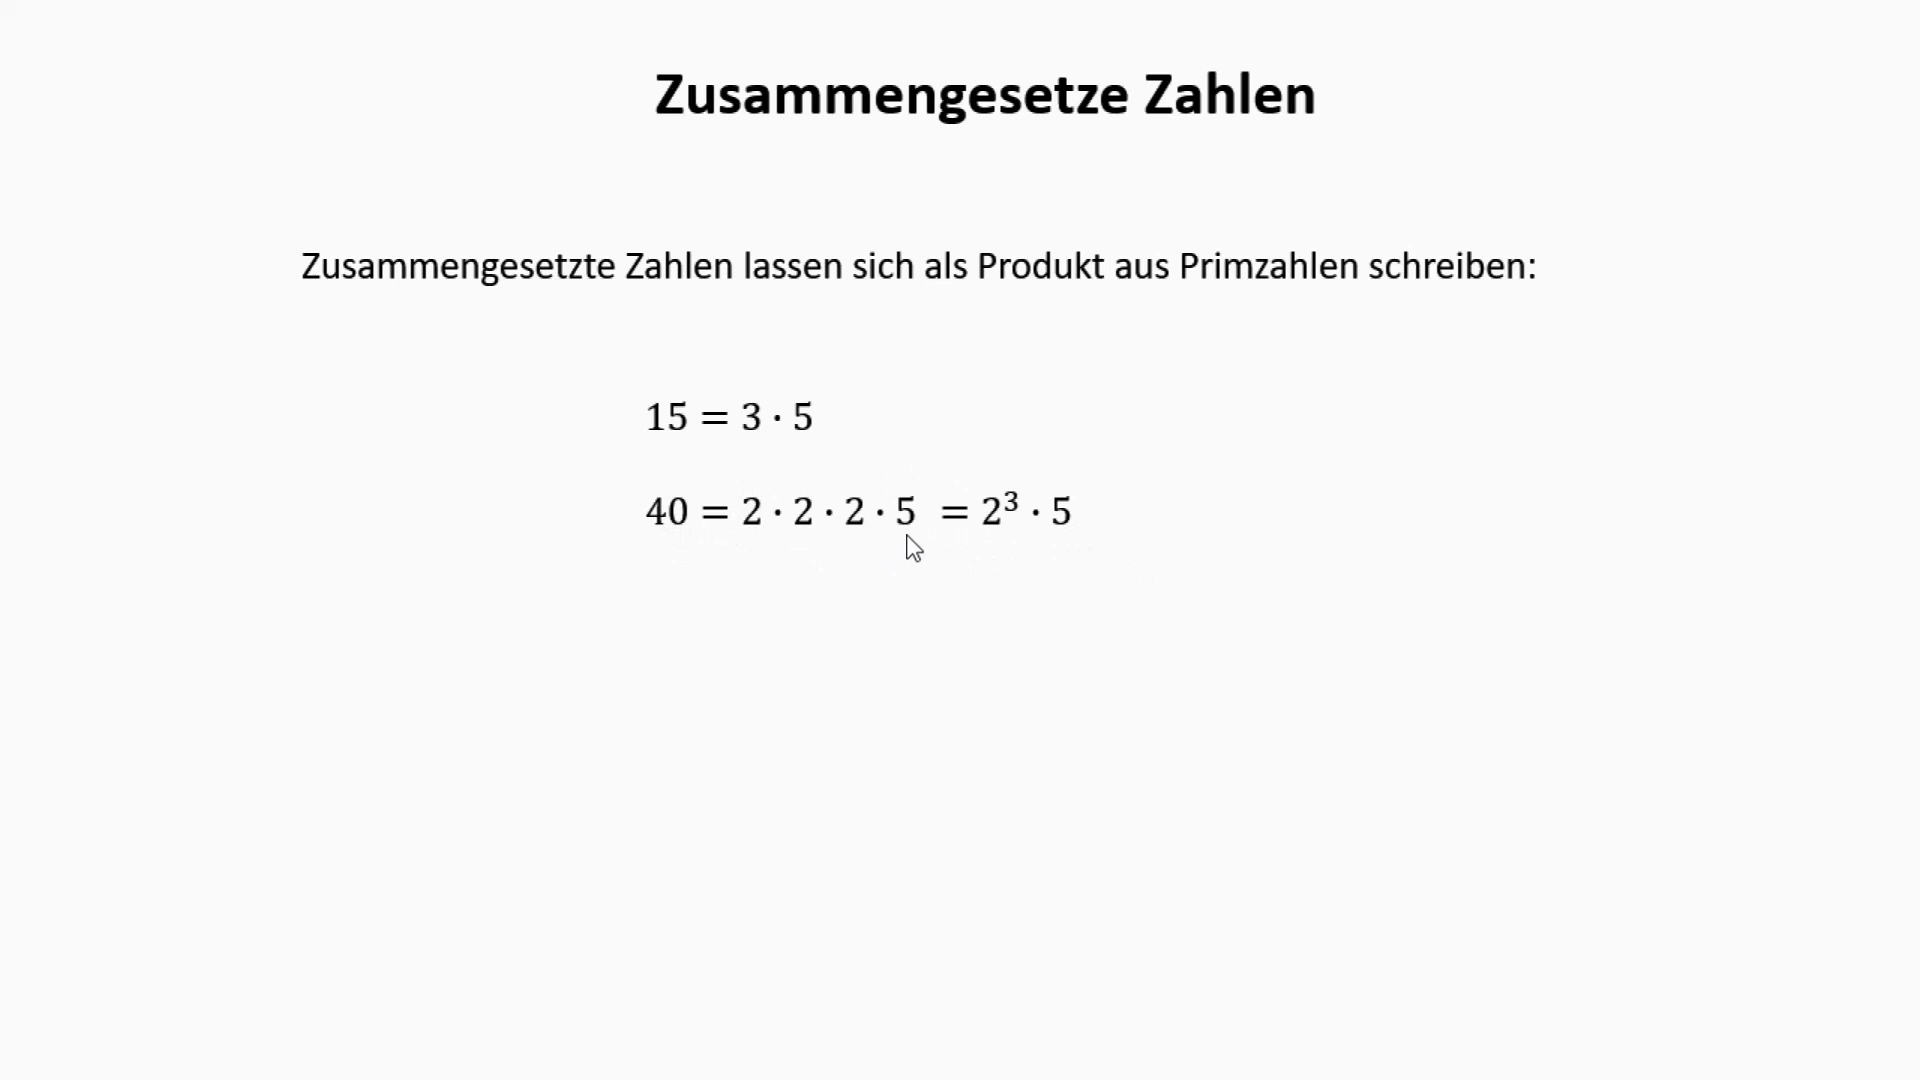 Zusammengesetze Zahlen
Zusammengesetzte Zahlen lassen sich als Produkt aus Primzahlen schreiben:
15 = 3 · 5
40 = 2 · 2 · 2 · 5 = 2³ · 5